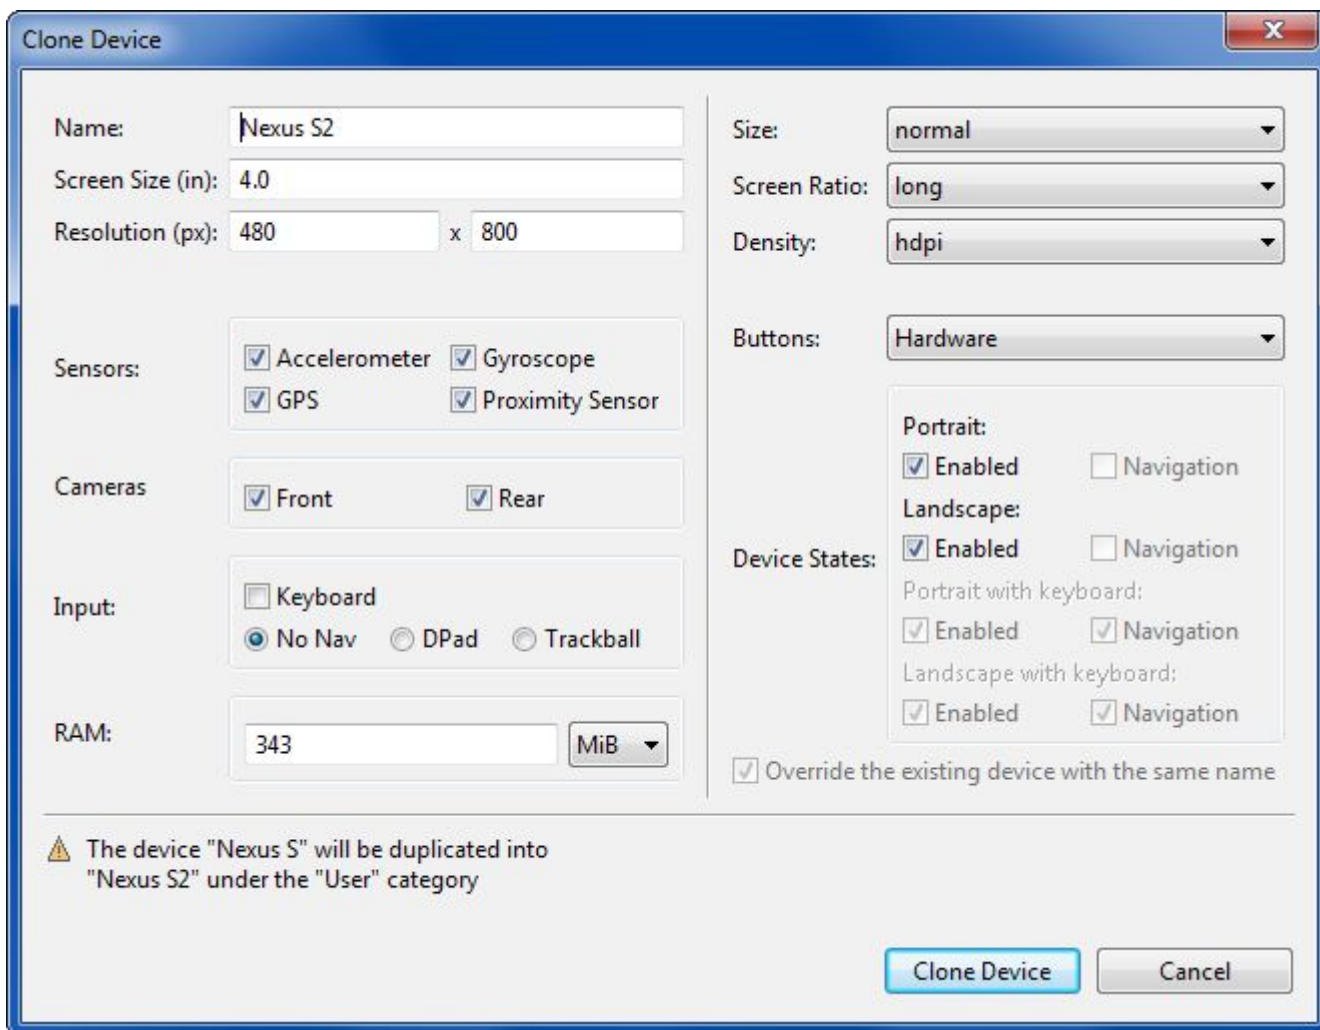 Clone Device
Name: Nexus S2
Screen Size (in): 4.0
Resolution (px): 480 x 800
Sensors:
Accelerometer Gyroscope
GPS Proximity Sensor
Cameras
Front Rear
Input:
Keyboard
No Nav DPad Trackball
RAM:
343 MiB
Size: normal
Screen Ratio: long
Density: hdpi
Buttons: Hardware
Device States:
Portrait:
Enabled Navigation
Landscape:
Enabled Navigation
Portrait with keyboard:
Enabled Navigation
Landscape with keyboard:
Enabled Navigation
Override the existing device with the same name
The device "Nexus S" will be duplicated into
"Nexus S2" under the "User" category
Clone Device Cancel